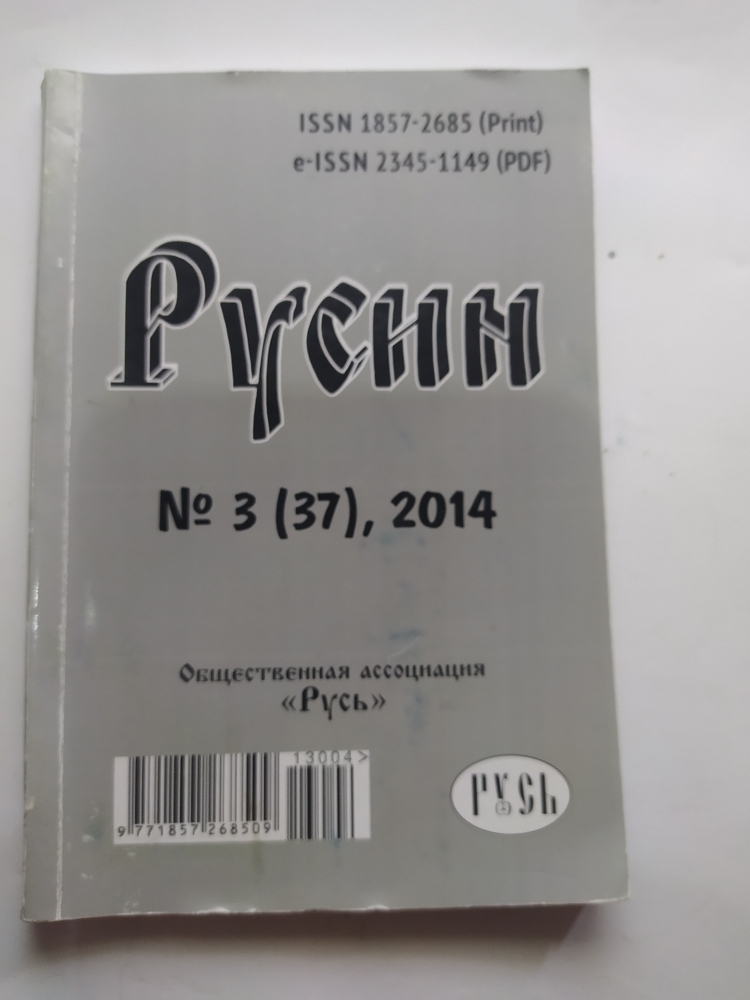 ISSN 1857-2685 (Print)
e-ISSN 2345-1149 (PDF)
Русин
№ 3 (37), 2014
Общественная ассоциация
«Русь»
13004>
9 771857 268509
РУСЬ